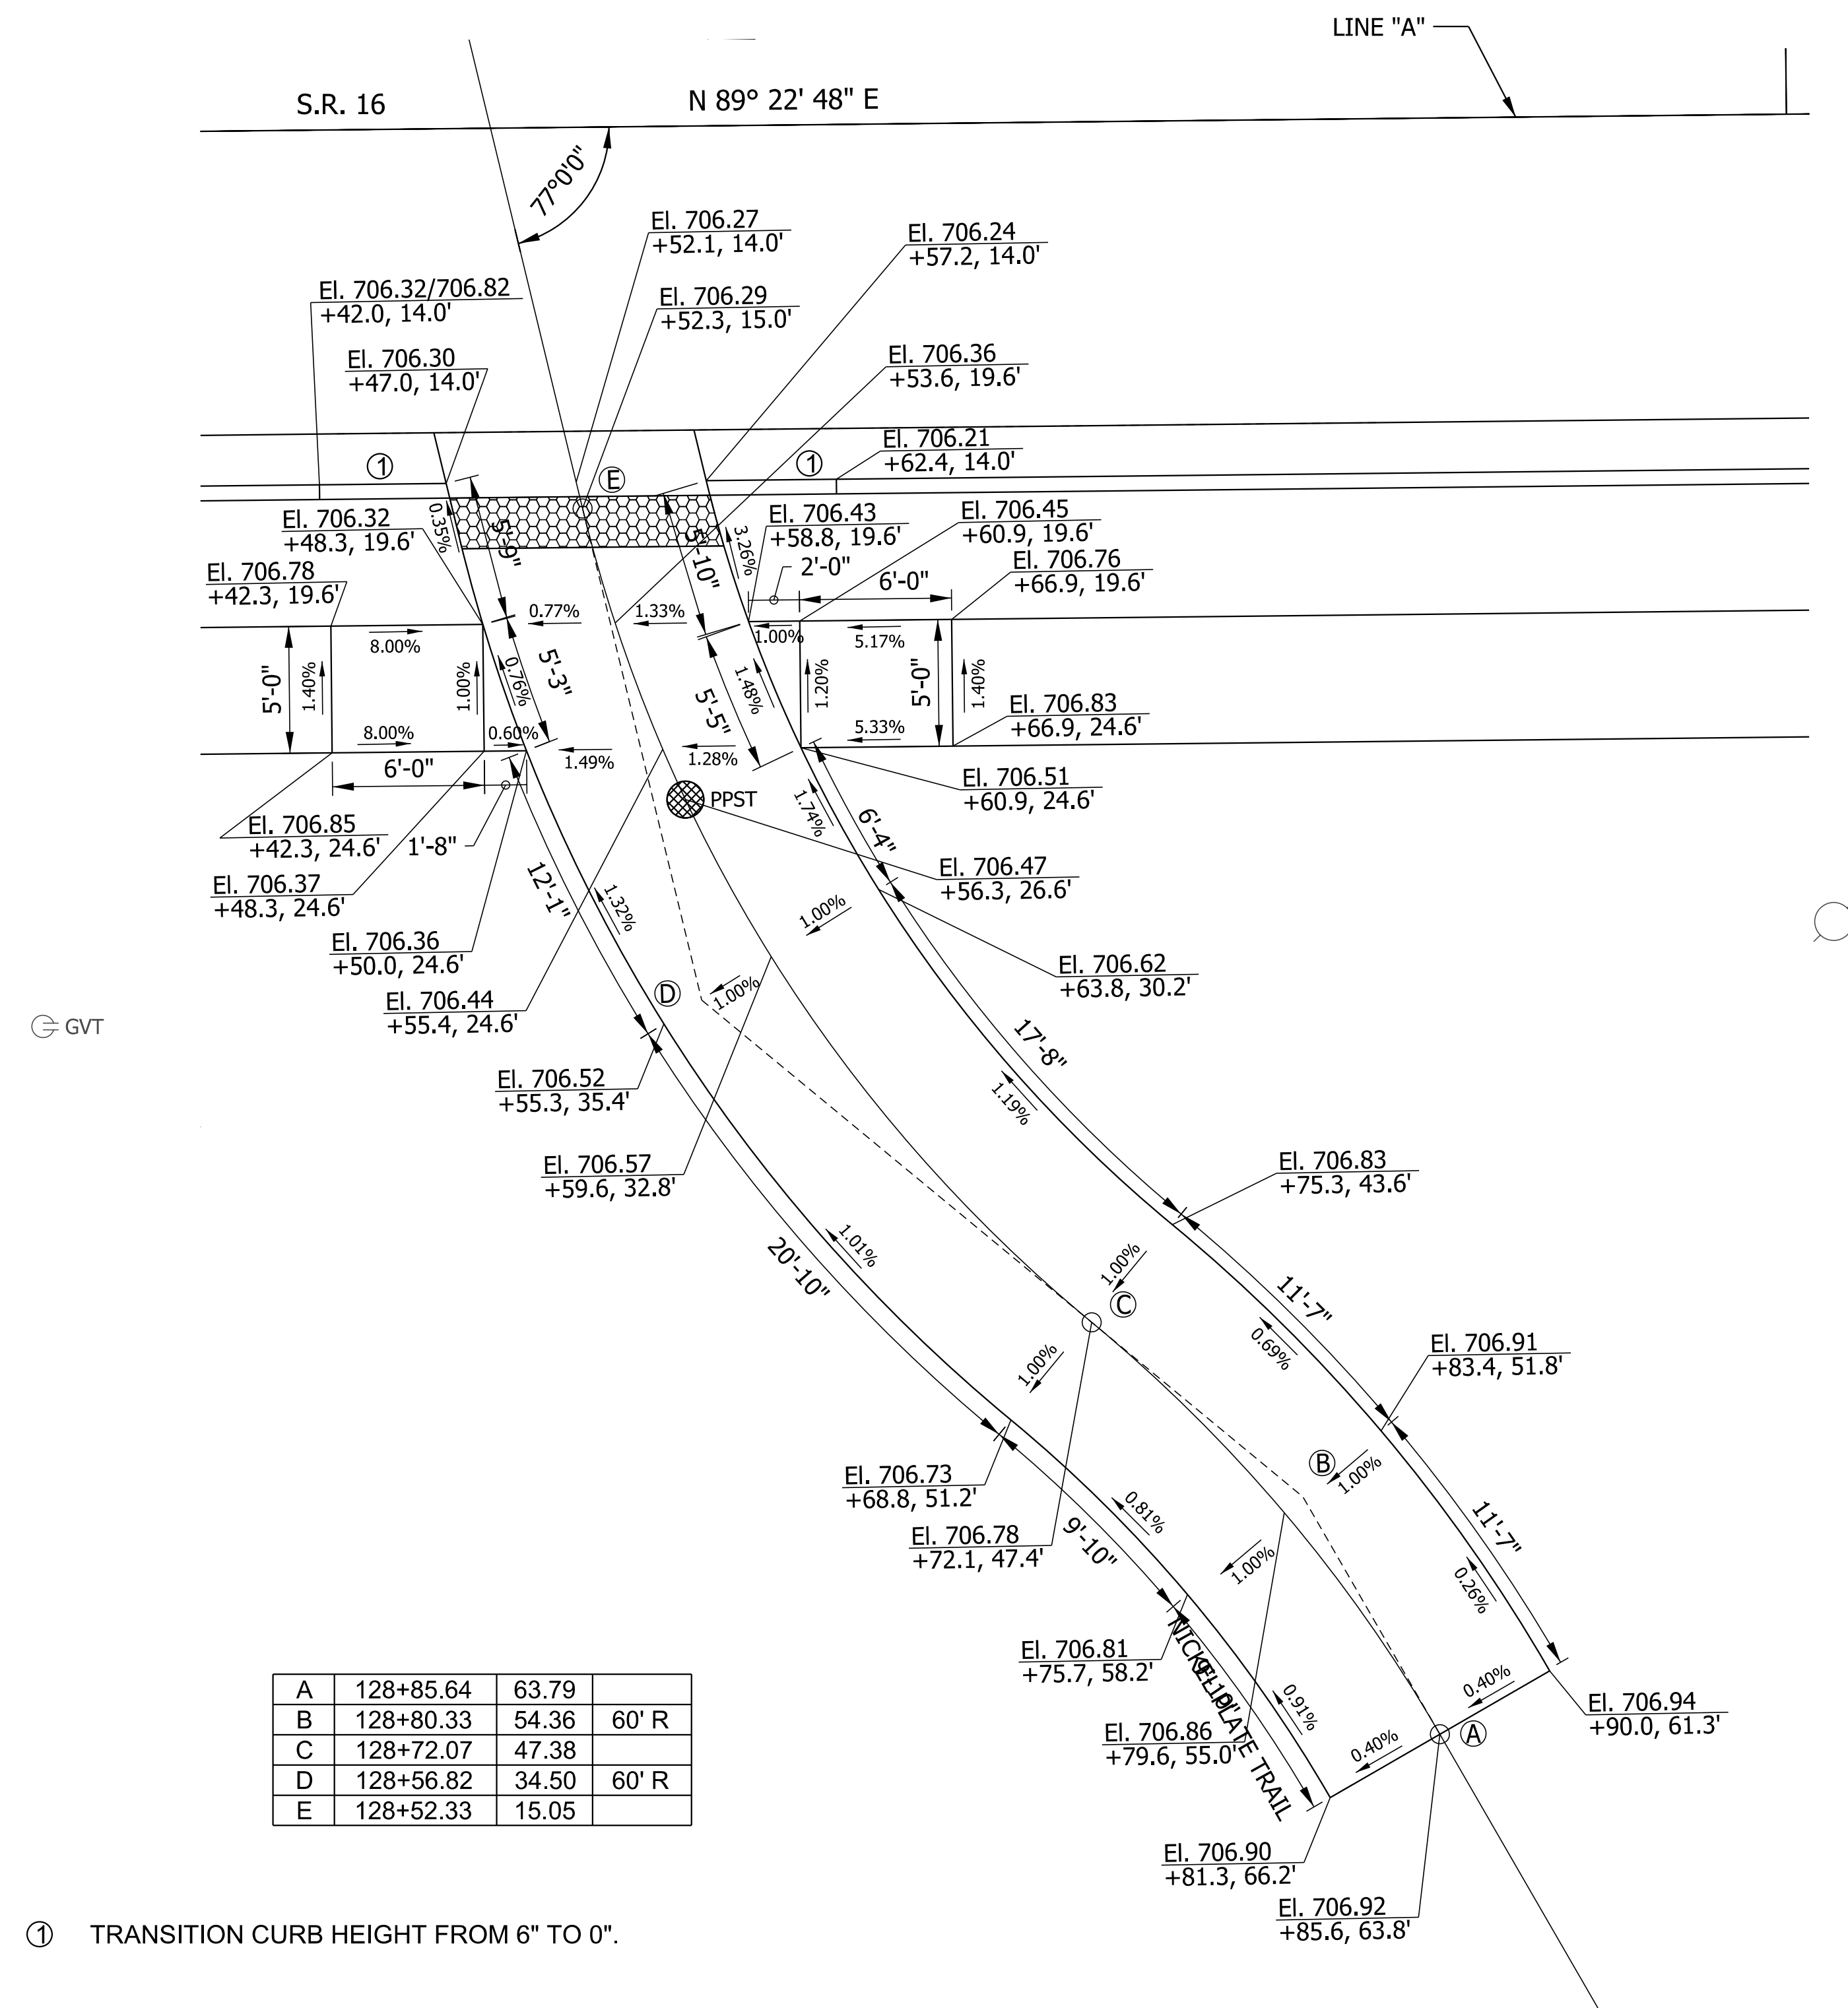 LINE "A"
S.R. 16
N 89° 22' 48" E
77°0'0"
El. 706.27
+52.1, 14.0'
El. 706.24
+57.2, 14.0'
El. 706.32/706.82
+42.0, 14.0'
El. 706.29
+52.3, 15.0'
El. 706.30
+47.0, 14.0'
El. 706.36
+53.6, 19.6'
El. 706.21
+62.4, 14.0'
1
1
E
El. 706.32
+48.3, 19.6'
0.35%
5'-9"
5'-10"
3.26%
El. 706.43
+58.8, 19.6'
El. 706.45
+60.9, 19.6'
El. 706.78
+42.3, 19.6'
2'-0"
6'-0"
El. 706.76
+66.9, 19.6'
0.77%
1.33%
1.00%
5.17%
8.00%
5'-0"
1.40%
1.00%
0.76%
5'-3"
5'-5"
1.48%
1.20%
5'-0"
1.40%
El. 706.83
+66.9, 24.6'
8.00%
0.60%
1.49%
1.28%
5.33%
6'-0"
El. 706.51
+60.9, 24.6'
PPST
1.74%
6'-4"
El. 706.85
+42.3, 24.6'
1'-8"
El. 706.37
+48.3, 24.6'
12'-1"
1.32%
1.00%
El. 706.47
+56.3, 26.6'
El. 706.36
+50.0, 24.6'
El. 706.62
+63.8, 30.2'
D
1.00%
El. 706.44
+55.4, 24.6'
GVT
17'-8"
El. 706.52
+55.3, 35.4'
1.19%
El. 706.57
+59.6, 32.8'
El. 706.83
+75.3, 43.6'
20'-10"
1.01%
1.00%
C
11'-7"
1.00%
0.69%
El. 706.91
+83.4, 51.8'
El. 706.73
+68.8, 51.2'
B
1.00%
El. 706.78
+72.1, 47.4'
9'-10"
0.81%
1.00%
11'-7"
0.26%
El. 706.81
+75.7, 58.2'
NICKEL PLATE TRAIL
9'-10"
0.91%
0.40%
El. 706.94
+90.0, 61.3'
El. 706.86
+79.6, 55.0'
0.40%
A
A 128+85.64 63.79
B 128+80.33 54.36 60' R
C 128+72.07 47.38
D 128+56.82 34.50 60' R
E 128+52.33 15.05
El. 706.90
+81.3, 66.2'
El. 706.92
+85.6, 63.8'
1 TRANSITION CURB HEIGHT FROM 6" TO 0".